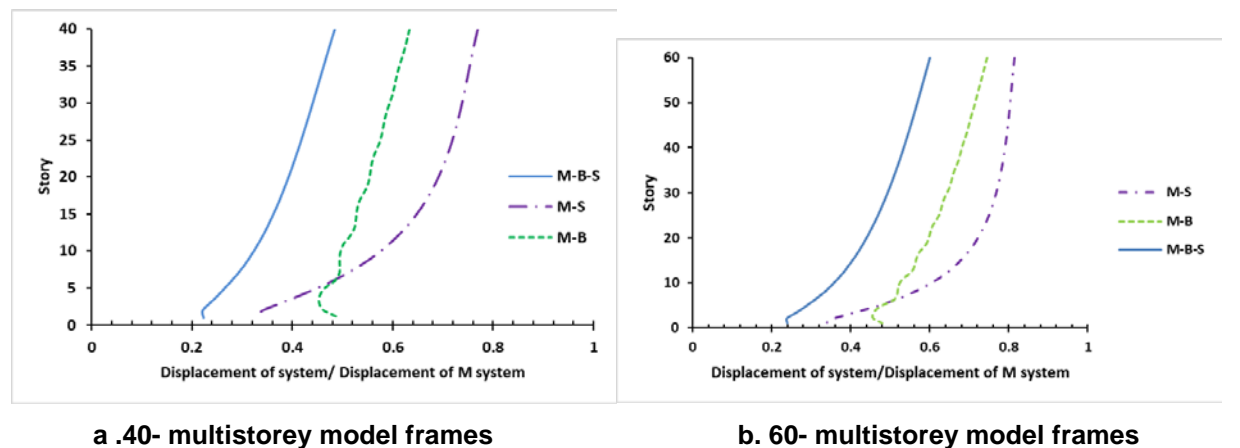 40
35
30
25
20
15
10
5
0
Story
0
0.2
0.4
0.6
0.8
1
Displacement of system/ Displacement of M system
M-B-S
M-S
M-B
a .40- multistorey model frames
60
50
40
30
20
10
0
Story
0
0.2
0.4
0.6
0.8
1
Displacement of system/Displacement of M system
M-S
M-B
M-B-S
b. 60- multistorey model frames